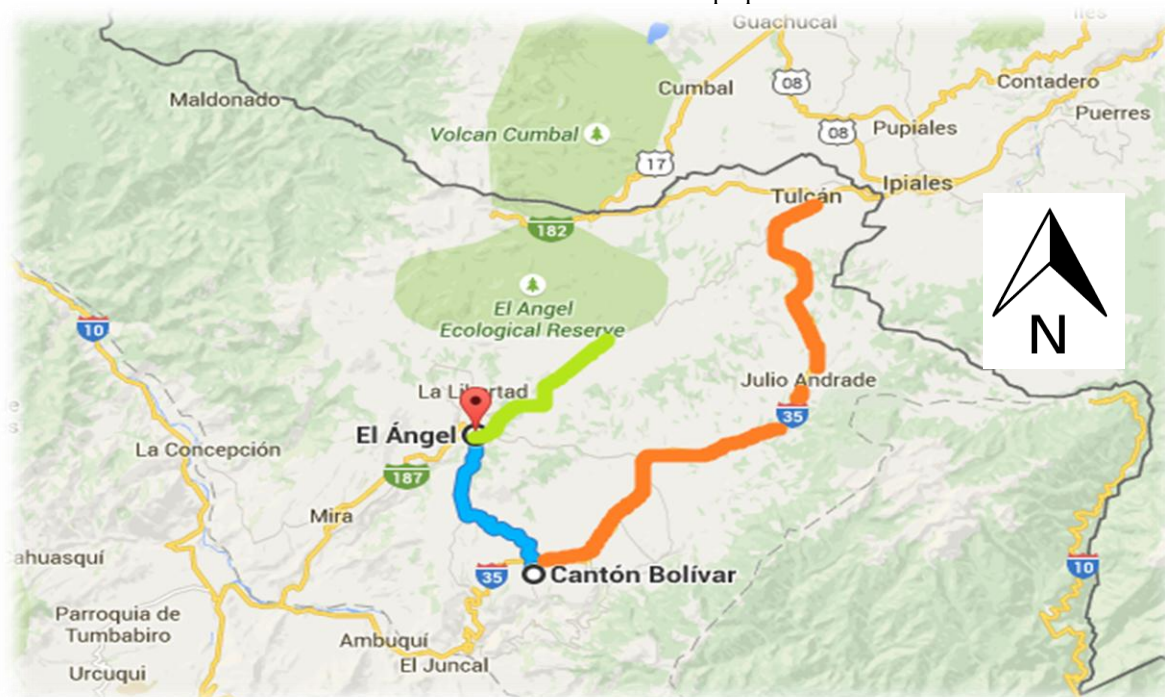 Guachucal
Cumbal
08
Contadero
Maldonado
Puerres
Volcan Cumbal
08
Pupiales
17
Ipiales
Tulcán
182
El Angel
Ecological Reserve
10
N
La Libertad
Julio Andrade
35
El Ángel
La Concepción
187
Mira
10
35
Cantón Bolívar
Parroquia de
Tumbabiro
Ambuquí
El Juncal
Urcuqui